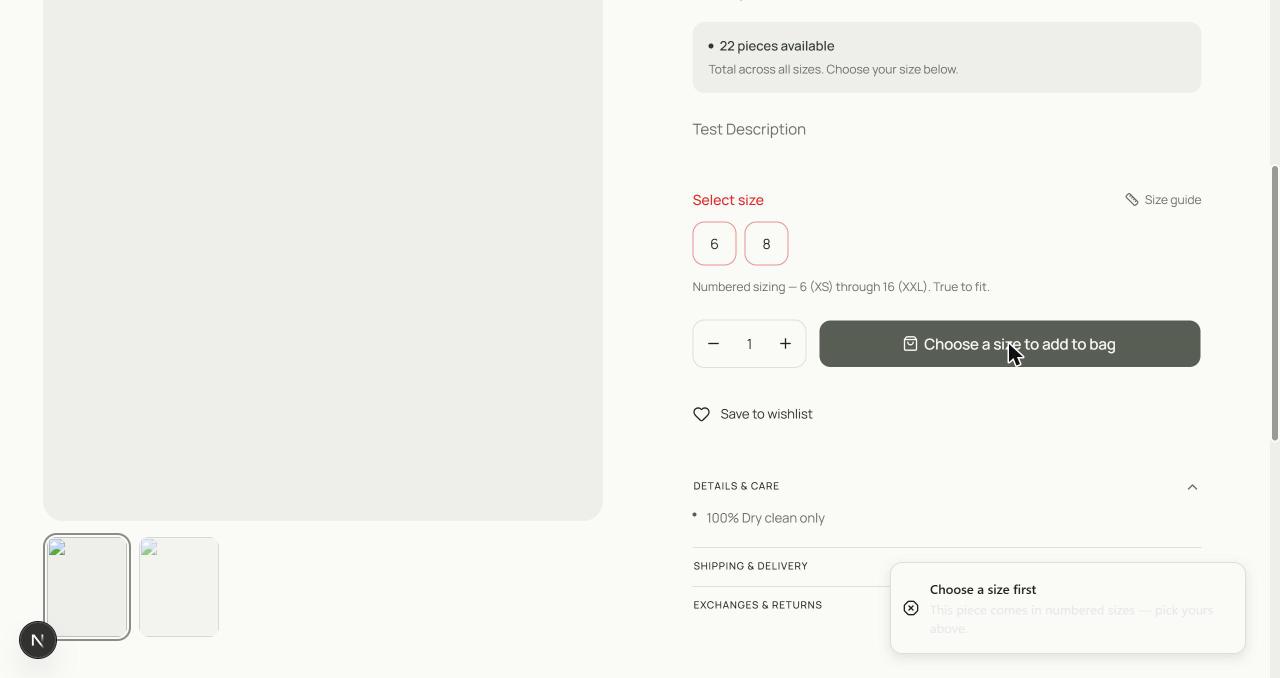 22 pieces available
Total across all sizes. Choose your size below.
Test Description
Select size
Size guide
6
8
Numbered sizing — 6 (XS) through 16 (XXL). True to fit.
1
Choose a size to add to bag
Save to wishlist
DETAILS & CARE
100% Dry clean only
SHIPPING & DELIVERY
EXCHANGES & RETURNS
Choose a size first
This piece comes in numbered sizes — pick yours
above.
N